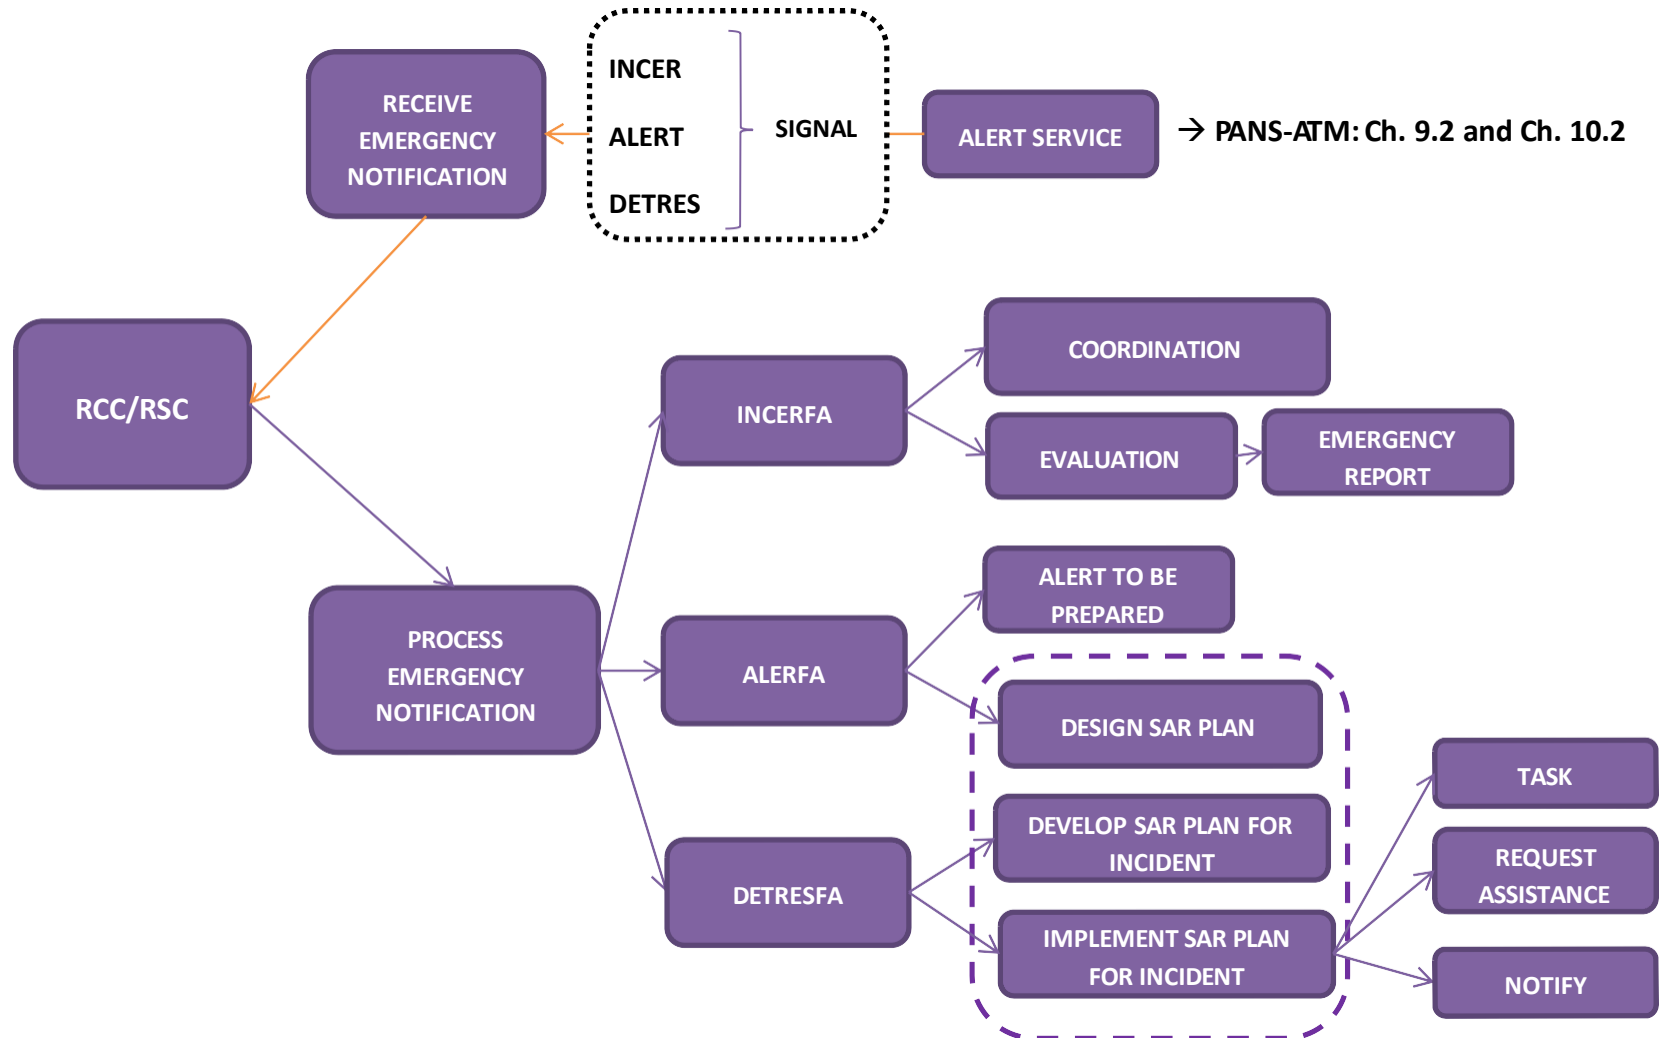 RECEIVE
EMERGENCY
NOTIFICATION
INCER
ALERT
DETRES
SIGNAL
ALERT SERVICE
→ PANS-ATM: Ch. 9.2 and Ch. 10.2
RCC/RSC
PROCESS
EMERGENCY
NOTIFICATION
INCERFA
COORDINATION
EVALUATION
EMERGENCY
REPORT
ALERFA
ALERT TO BE
PREPARED
DESIGN SAR PLAN
DETRESFA
DEVELOP SAR PLAN FOR
INCIDENT
IMPLEMENT SAR PLAN
FOR INCIDENT
TASK
REQUEST
ASSISTANCE
NOTIFY